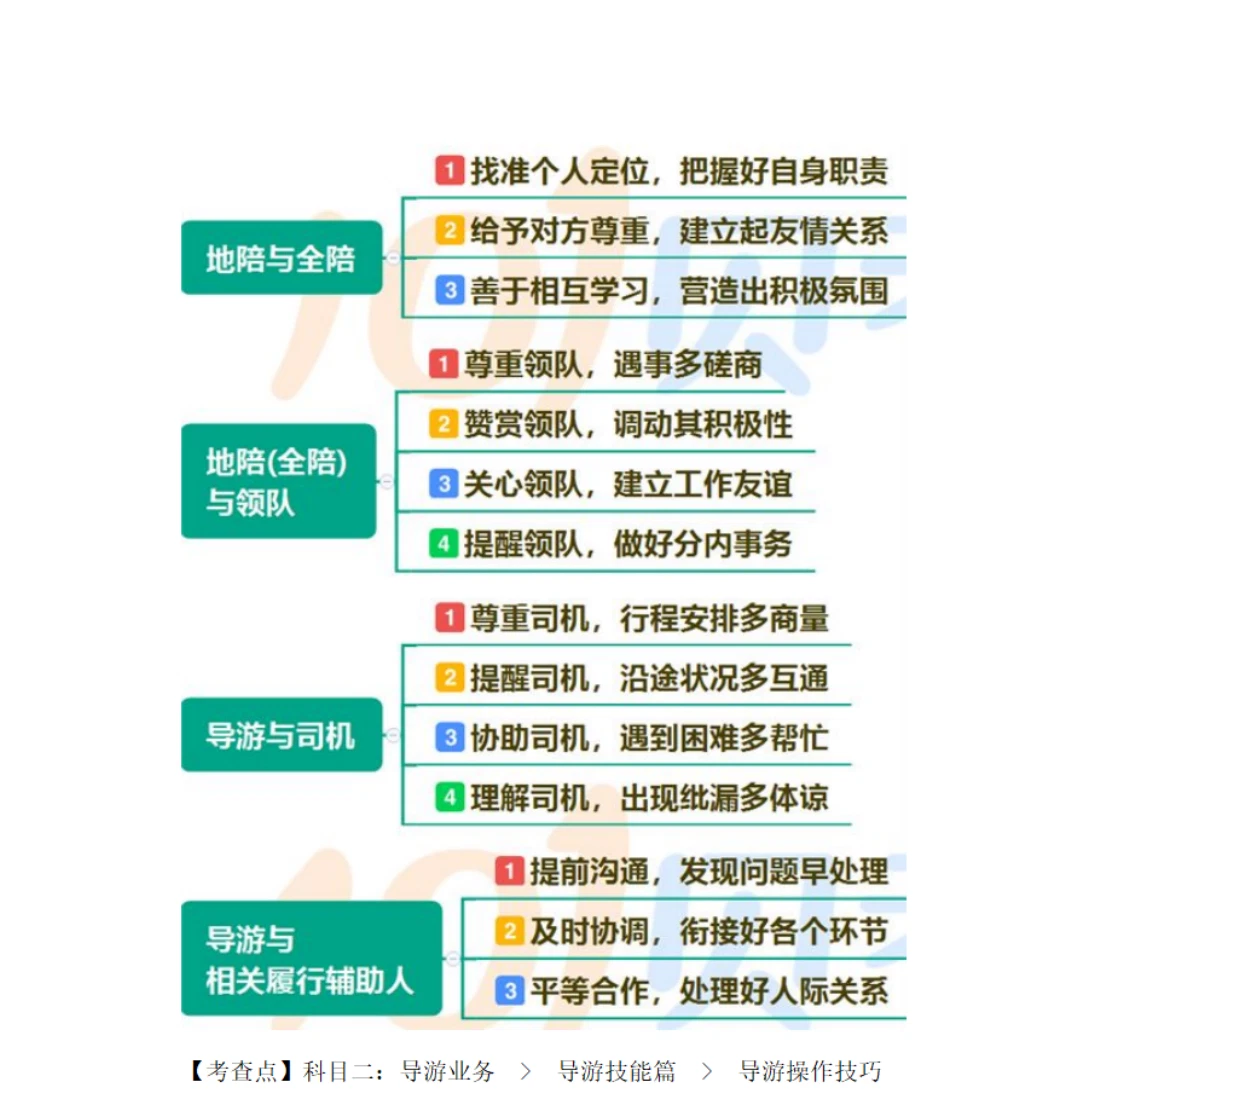 地陪与全陪
1 找准个人定位，把握好自身职责
2 给予对方尊重，建立起友情关系
3 善于相互学习，营造出积极氛围
地陪(全陪)
与领队
1 尊重领队，遇事多磋商
2 赞赏领队，调动其积极性
3 关心领队，建立工作友谊
4 提醒领队，做好分内事务
导游与司机
1 尊重司机，行程安排多商量
2 提醒司机，沿途状况多互通
3 协助司机，遇到困难多帮忙
4 理解司机，出现纰漏多体谅
导游与
相关履行辅助人
1 提前沟通，发现问题早处理
2 及时协调，衔接好各个环节
3 平等合作，处理好人际关系
【考查点】科目二：导游业务 > 导游技能篇 > 导游操作技巧